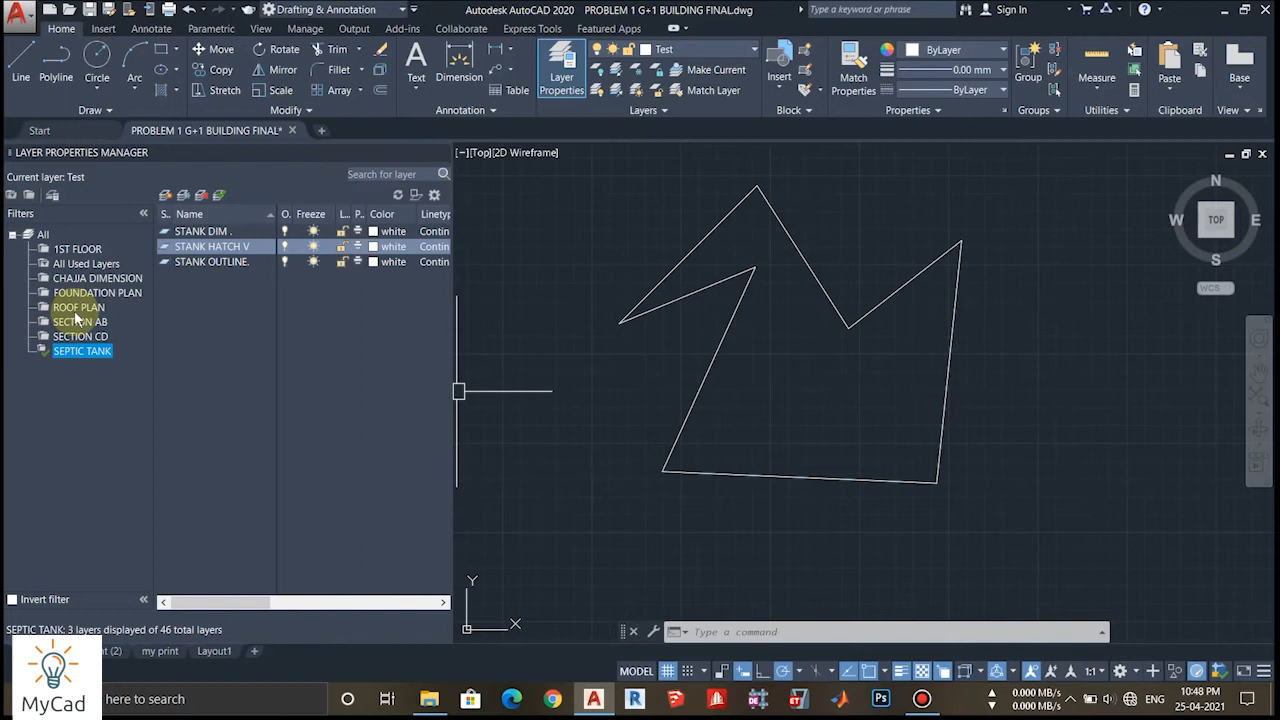 Drafting & Annotation
Autodesk AutoCAD 2020 PROBLEM 1 G+1 BUILDING FINAL.dwg
Type a keyword or phrase
Sign In
Home Insert Annotate Parametric View Manage Output Add-ins Collaborate Express Tools Featured Apps
Line Polyline Circle Arc
Move Rotate Trim
Copy Mirror Fillet
Stretch Scale Array
Text Dimension Table
Layer Properties
Test
Make Current
Match Layer
Insert
Match Properties
ByLayer
0.00 mm
ByLayer
Group
Measure
Paste
Base
Draw Modify Annotation Layers Block Properties Groups Utilities Clipboard View
Start PROBLEM 1 G+1 BUILDING FINAL*
LAYER PROPERTIES MANAGER
[−][Top][2D Wireframe]
Current layer: Test
Search for layer
Filters
S.. Name O. Freeze L... P.. Color Linetyp
All
1ST FLOOR
All Used Layers
CHAJJA DIMENSION
FOUNDATION PLAN
ROOF PLAN
SECTION AB
SECTION CD
SEPTIC TANK
STANK DIM . white Contin
STANK HATCH V white Contin
STANK OUTLINE. white Contin
N
W TOP E
S
WCS
Y
X
Invert filter
SEPTIC TANK: 3 layers displayed of 46 total layers
Type a command
(2) my print Layout1
MODEL 1:1
MyCad
here to search
0.000 MB/s
0.000 MB/s
ENG
10:48 PM
25-04-2021